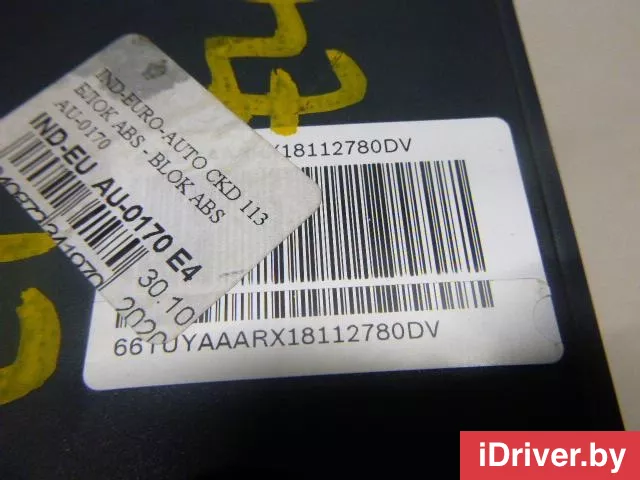 IND-EURO-AUTO CKD 113
БЛОК ABS - BLOK ABS
AU-0170
IND-EU AU-0170 E4
30.10
2020
X18112780DV
66TUYAAARX18112780DV
iDriver.by